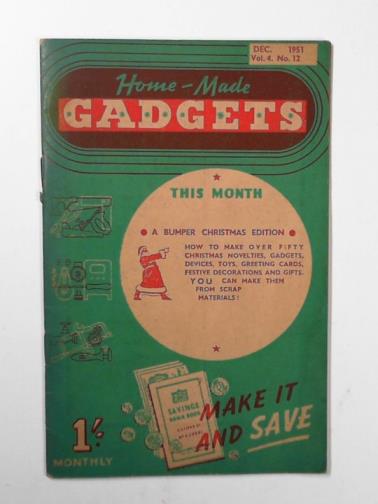 DEC. 1951
Vol. 4. No. 12
Home-Made
GADGETS
THIS MONTH
A BUMPER CHRISTMAS EDITION
HOW TO MAKE OVER FIFTY
CHRISTMAS NOVELTIES, GADGETS,
DEVICES, TOYS, GREETING CARDS,
FESTIVE DECORATIONS AND GIFTS.
YOU CAN MAKE THEM
FROM SCRAP
MATERIALS!
SAVINGS
BANK BOOK
MAKE IT
AND SAVE
1/-
MONTHLY